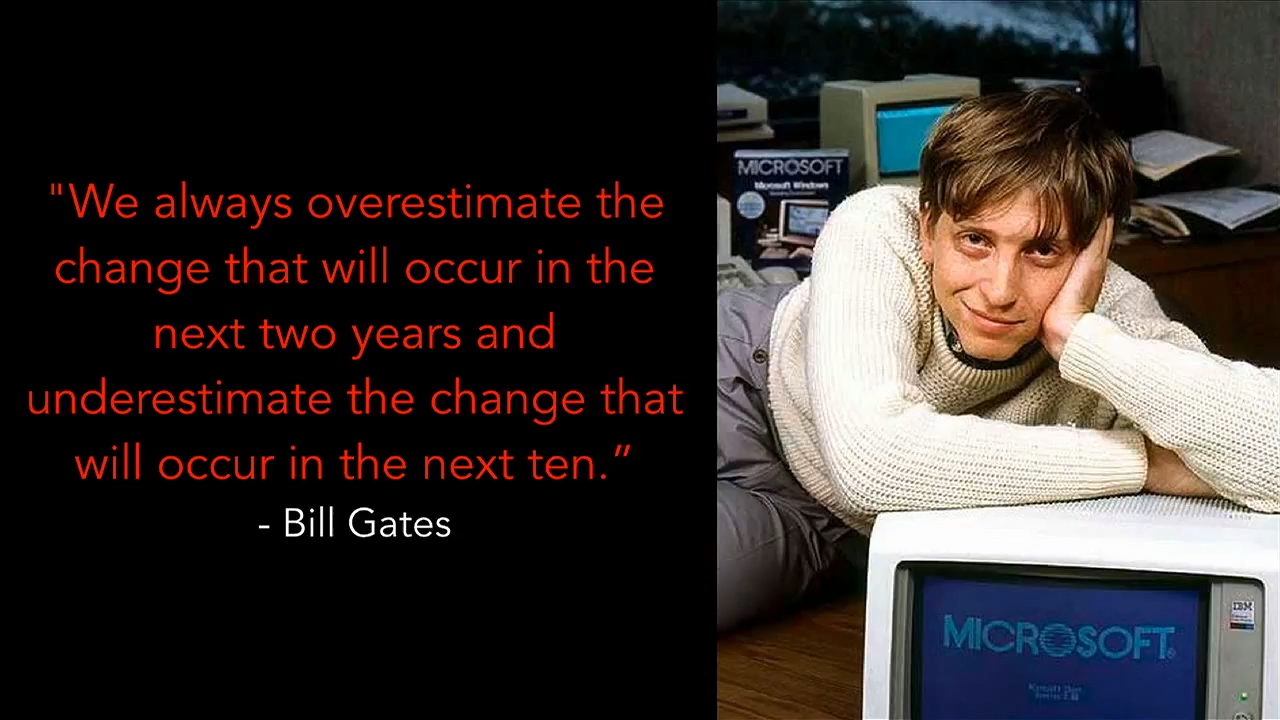 "We always overestimate the
change that will occur in the
next two years and
underestimate the change that
will occur in the next ten.”
- Bill Gates
MICROSOFT
Microsoft Windows
IBM
MICROSOFT